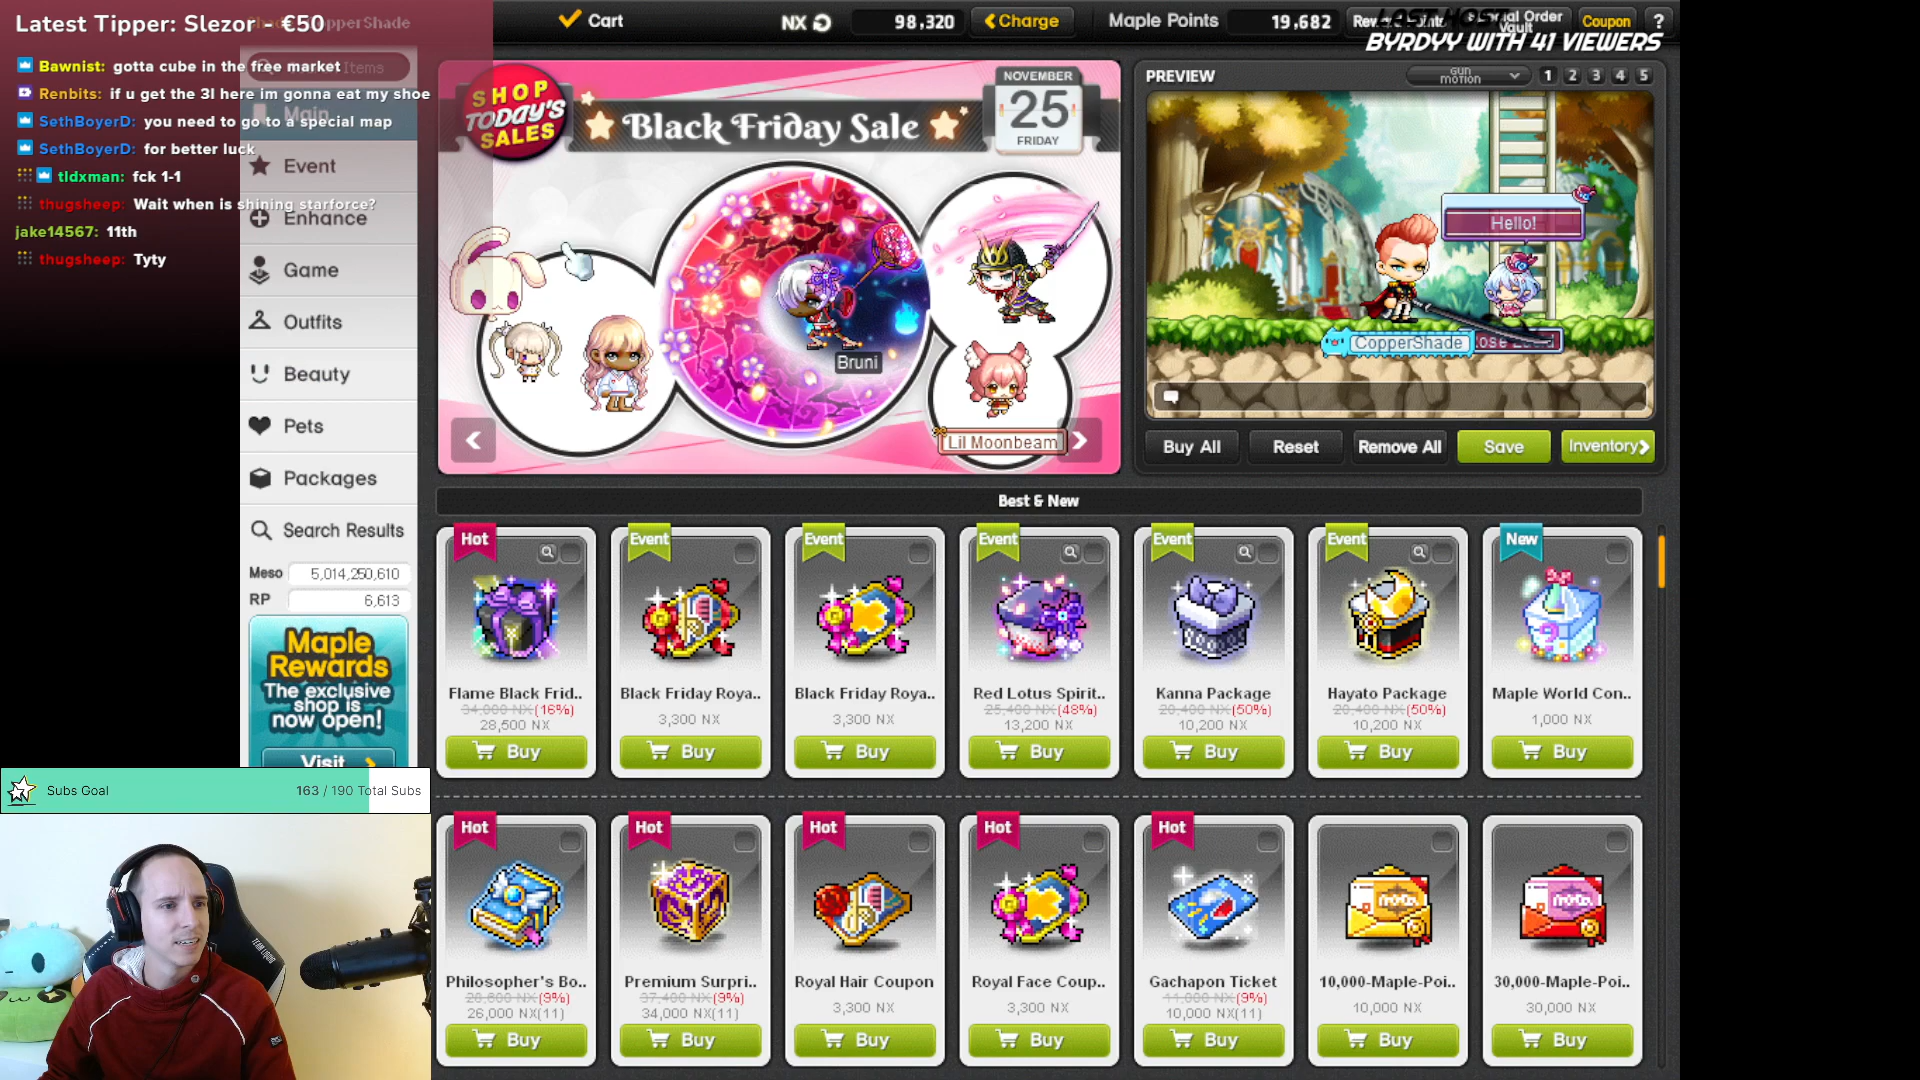 Latest Tipper: Slezor - €50
Bawnist: gotta cube in the free market
Renbits: if u get the 3l here im gonna eat my shoe
SethBoyerD: you need to go to a special map
SethBoyerD: for better luck
tldxman: fck 1-1
thugsheep: Wait when is shining starforce?
jake14567: 11th
thugsheep: Tyty
CopperShade
Items
Main
Event
Enhance
Game
Outfits
Beauty
Pets
Packages
Search Results
Meso 5,014,250,610
RP 6,613
Maple
Rewards
The exclusive
shop is
now open!
Visit
Subs Goal 163 / 190 Total Subs
Cart
NX 98,320 Charge
Maple Points 19,682
Order
Vault
Coupon ?
LAST HOST
BYRDYY WITH 41 VIEWERS
SHOP
TODAY'S
SALES
Black Friday Sale
NOVEMBER
25
FRIDAY
Bruni
Lil Moonbeam
PREVIEW
Gun
motion
1 2 3 4 5
Hello!
CopperShade
Buy All Reset Remove All Save Inventory
Best & New
Hot Event Event Event Event Event New
Flame Black Frid.. Black Friday Roya.. Black Friday Roya.. Red Lotus Spirit.. Kanna Package Hayato Package Maple World Con..
34,000 NX(16%) 25,400 NX(48%) 20,400 NX(50%) 20,400 NX(50%)
28,500 NX 3,300 NX 3,300 NX 13,200 NX 10,200 NX 10,200 NX 1,000 NX
Buy Buy Buy Buy Buy Buy Buy
Hot Hot Hot Hot Hot
Philosopher's Bo.. Premium Surpri.. Royal Hair Coupon Royal Face Coup.. Gachapon Ticket 10,000-Maple-Poi.. 30,000-Maple-Poi..
28,600 NX(9%) 37,400 NX(9%) 11,000 NX(9%)
26,000 NX(11) 34,000 NX(11) 3,300 NX 3,300 NX 10,000 NX(11) 10,000 NX 30,000 NX
Buy Buy Buy Buy Buy Buy Buy